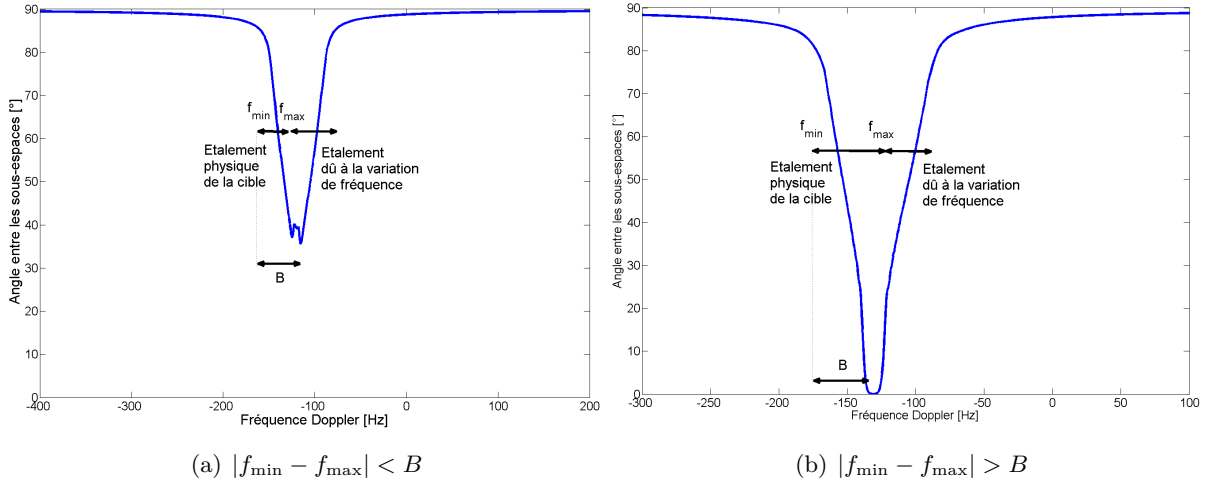 90
80
70
60
50
40
30
20
10
0
Angle entre les sous-espaces [°]
f_min
f_max
Etalement
physique
de la cible
Etalement
dû à la variation
de fréquence
B
-400
-300
-200
-100
0
100
200
Fréquence Doppler [Hz]
(a) |f_min − f_max| < B
90
80
70
60
50
40
30
20
10
0
Angle entre les sous-espaces [°]
f_min
f_max
Etalement
physique
de la cible
Etalement
dû à la variation
de fréquence
B
-300
-250
-200
-150
-100
-50
0
50
100
Fréquence Doppler [Hz]
(b) |f_min − f_max| > B